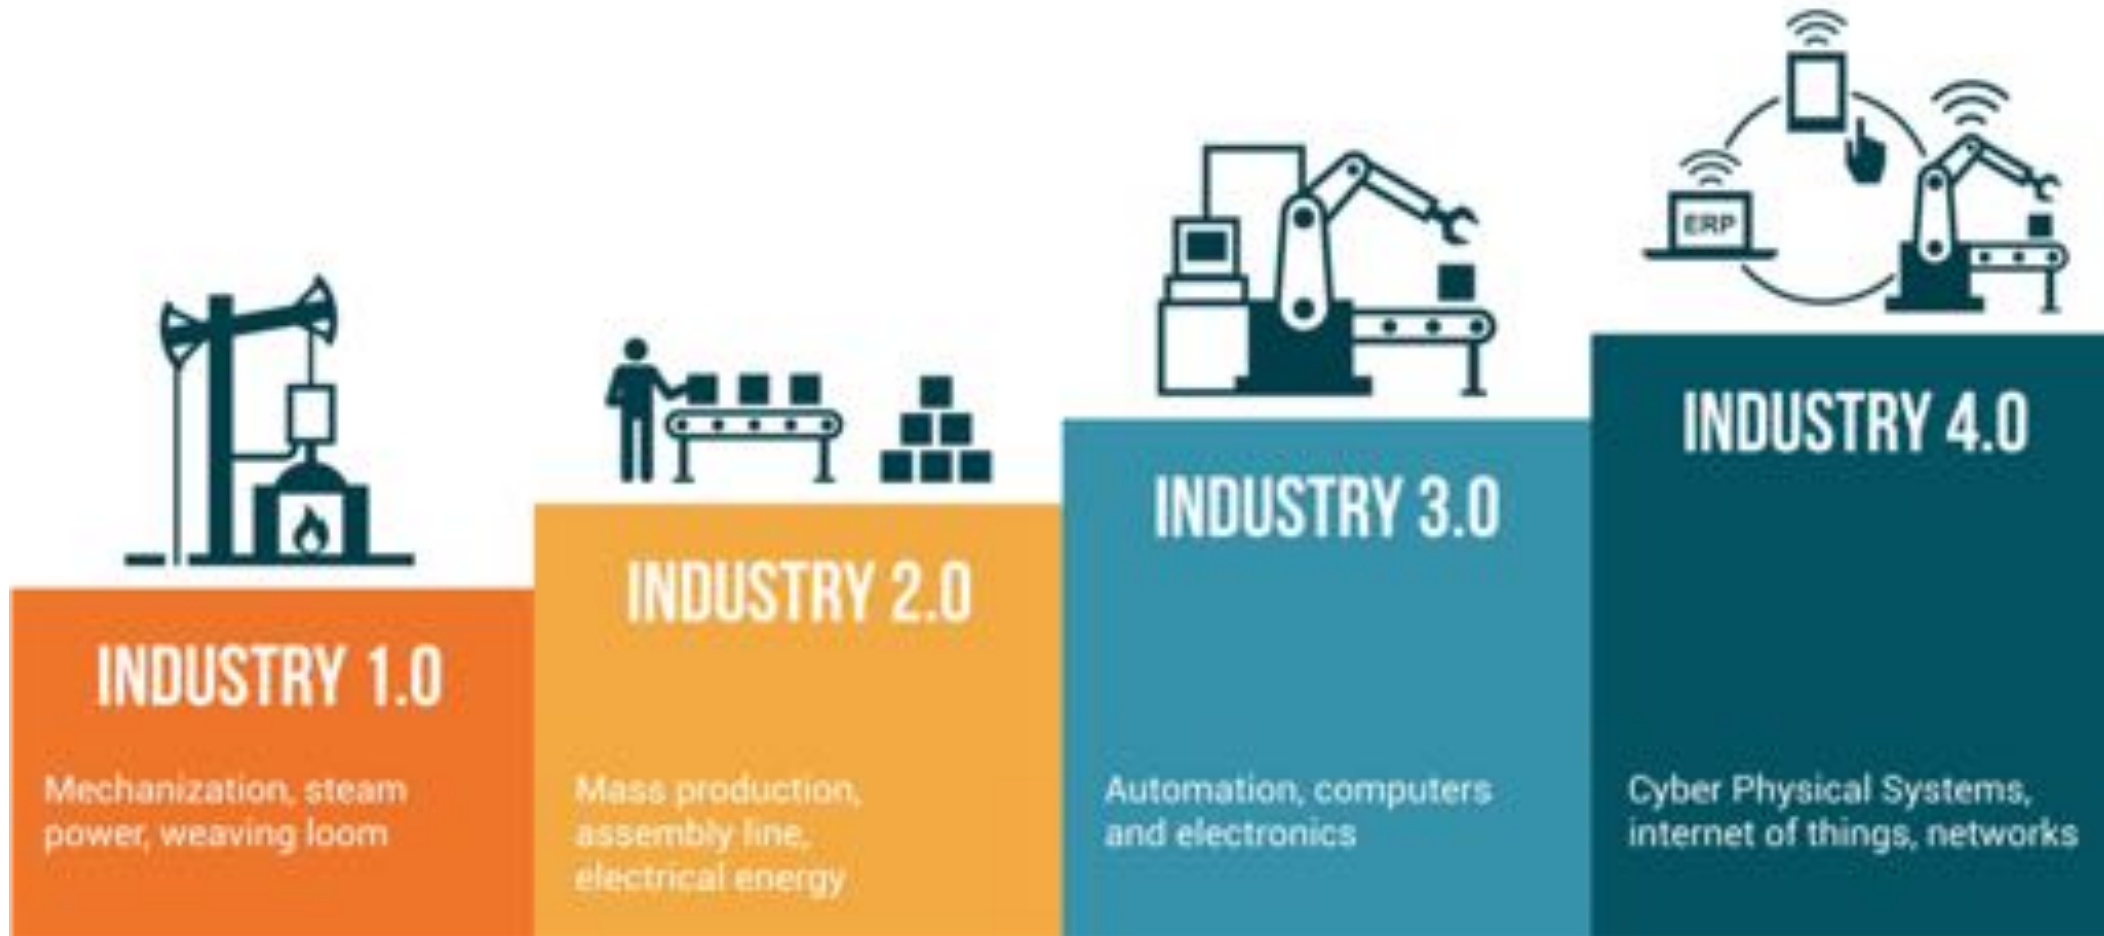 ERP
INDUSTRY 1.0
Mechanization, steam
power, weaving loom
INDUSTRY 2.0
Mass production,
assembly line,
electrical energy
INDUSTRY 3.0
Automation, computers
and electronics
INDUSTRY 4.0
Cyber Physical Systems,
internet of things, networks